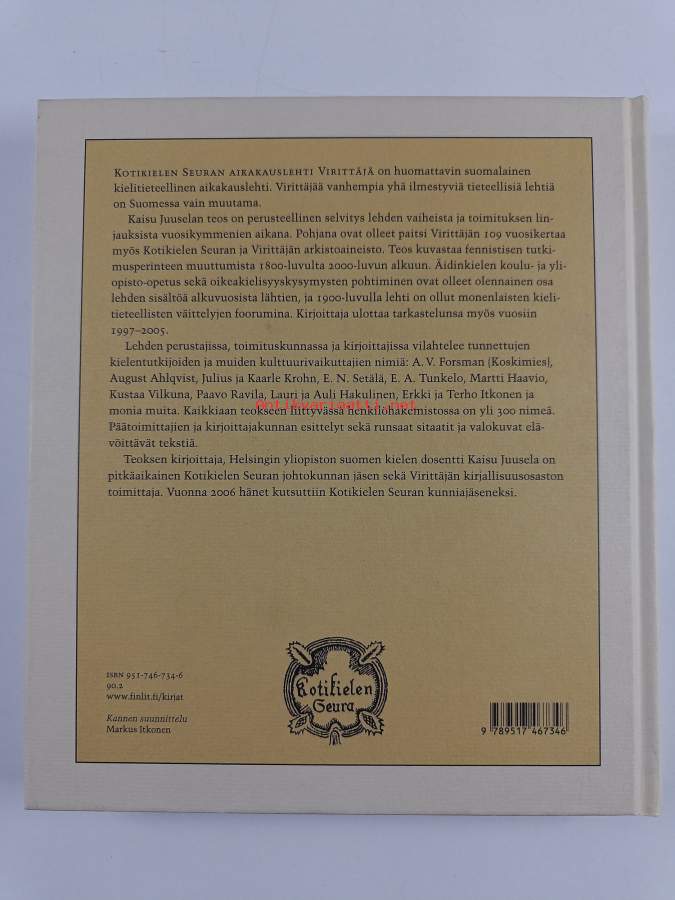 Kotikielen Seuran aikakauslehti Virittäjä on huomattavin suomalainen
kielitieteellinen aikakauslehti. Virittäjää vanhempia yhä ilmestyviä tieteellisiä lehtiä
on Suomessa vain muutama.
Kaisu Juuselan teos on perusteellinen selvitys lehden vaiheista ja toimituksen lin-
jauksista vuosikymmenien aikana. Pohjana ovat olleet paitsi Virittäjän 109 vuosikertaa
myös Kotikielen Seuran ja Virittäjän arkistoaineisto. Teos kuvastaa fennistisen tutki-
musperinteen muuttumista 1800-luvulta 2000-luvun alkuun. Äidinkielen koulu- ja yli-
opisto-opetus sekä oikeakielisyyskysymysten pohtiminen ovat olleet olennainen osa
lehden sisältöä alkuvuosista lähtien, ja 1900-luvulla lehti on ollut monenlaisten kieli-
tieteellisten väittelyjen foorumina. Kirjoittaja ulottaa tarkastelunsa myös vuosiin
1997–2005.
Lehden perustajissa, toimituskunnassa ja kirjoittajissa vilahtelee tunnettujen
kielentutkijoiden ja muiden kulttuurivaikuttajien nimiä: A. V. Forsman (Koskimies),
August Ahlqvist, Julius ja Kaarle Krohn, E. N. Setälä, E. A. Tunkelo, Martti Haavio,
Kustaa Vilkuna, Paavo Ravila, Lauri ja Auli Hakulinen, Erkki ja Terho Itkonen ja
monia muita. Kaikkiaan teokseen liittyvässä henkilöhakemistossa on yli 300 nimeä.
Päätoimittajien ja kirjoittajakunnan esittelyt sekä runsaat sitaatit ja valokuvat elä-
vöittävät tekstiä.
Teoksen kirjoittaja, Helsingin yliopiston suomen kielen dosentti Kaisu Juusela on
pitkäaikainen Kotikielen Seuran johtokunnan jäsen sekä Virittäjän kirjallisuusosaston
toimittaja. Vuonna 2006 hänet kutsuttiin Kotikielen Seuran kunniajäseneksi.
Antikvariaatti.net
ISBN 951-746-734-6
90.2
www.finlit.fi/kirjat
Kannen suunnittelu
Markus Itkonen
Kotikielen
Seura
9 789517 467346